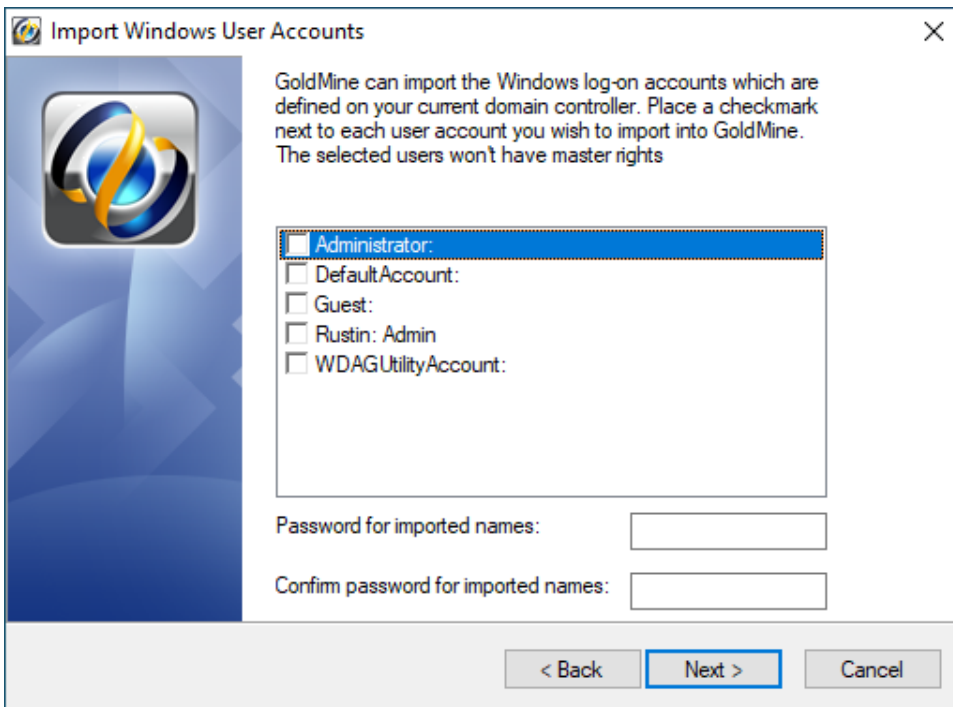 Import Windows User Accounts
GoldMine can import the Windows log-on accounts which are
defined on your current domain controller. Place a checkmark
next to each user account you wish to import into GoldMine.
The selected users won't have master rights
Administrator:
DefaultAccount:
Guest:
Rustin: Admin
WDAGUtilityAccount:
Password for imported names:
Confirm password for imported names:
< Back
Next >
Cancel